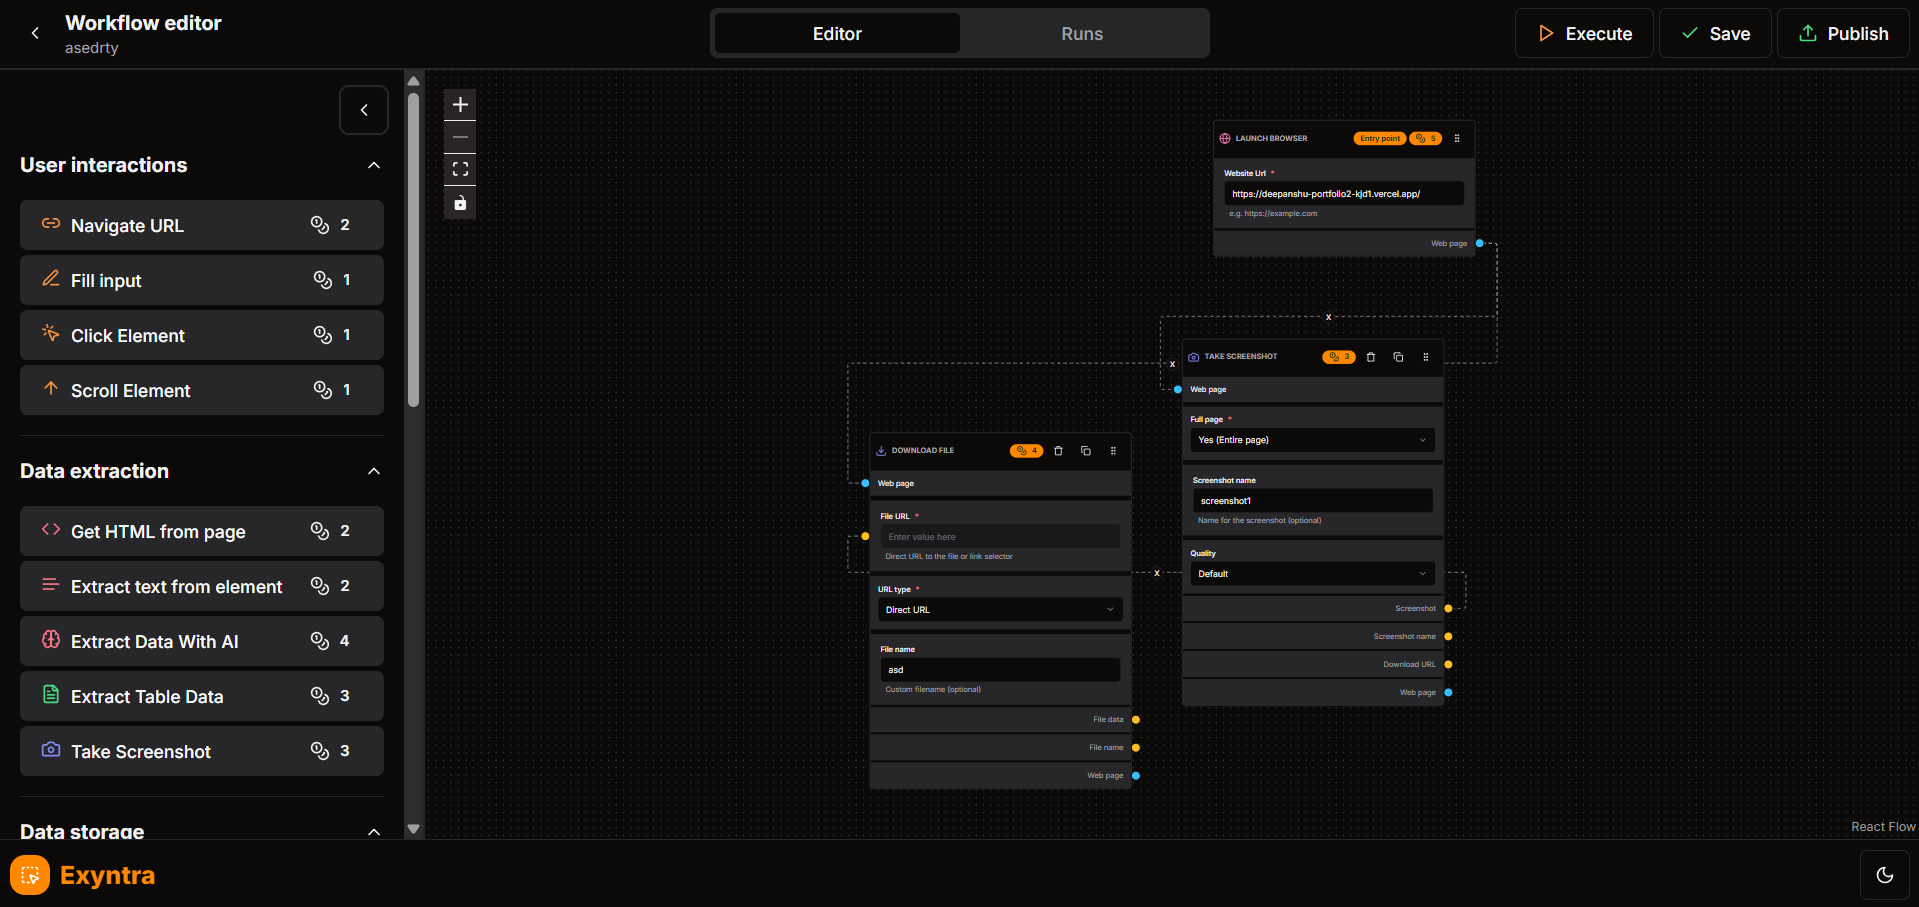 Workflow editor
asedrty
Editor
Runs
Execute
Save
Publish
User interactions
Navigate URL 2
Fill input 1
Click Element 1
Scroll Element 1
Data extraction
Get HTML from page 2
Extract text from element 2
Extract Data With AI 4
Extract Table Data 3
Take Screenshot 3
Data storage
LAUNCH BROWSER Entry point 5
Website Url *
https://deepanshu-portfolio2-kjd1.vercel.app/
e.g. https://example.com
Web page
x
x
TAKE SCREENSHOT 3
Web page
Full page *
Yes (Entire page)
Screenshot name
screenshot1
Name for the screenshot (optional)
Quality
Default
Screenshot
Screenshot name
Download URL
Web page
DOWNLOAD FILE 4
Web page
File URL *
Enter value here
Direct URL to the file or link selector
x
URL type *
Direct URL
File name
asd
Custom filename (optional)
File data
File name
Web page
React Flow
Exyntra